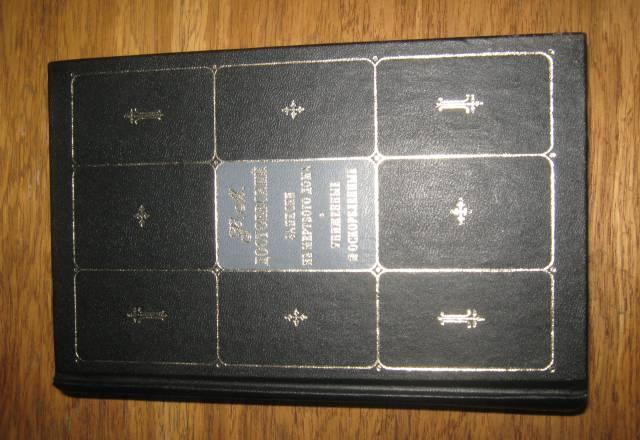 Ф. М.
ДОСТОЕВСКИЙ
ЗАПИСКИ
ИЗ МЕРТВОГО ДОМА
УНИЖЕННЫЕ
И ОСКОРБЛЕННЫЕ